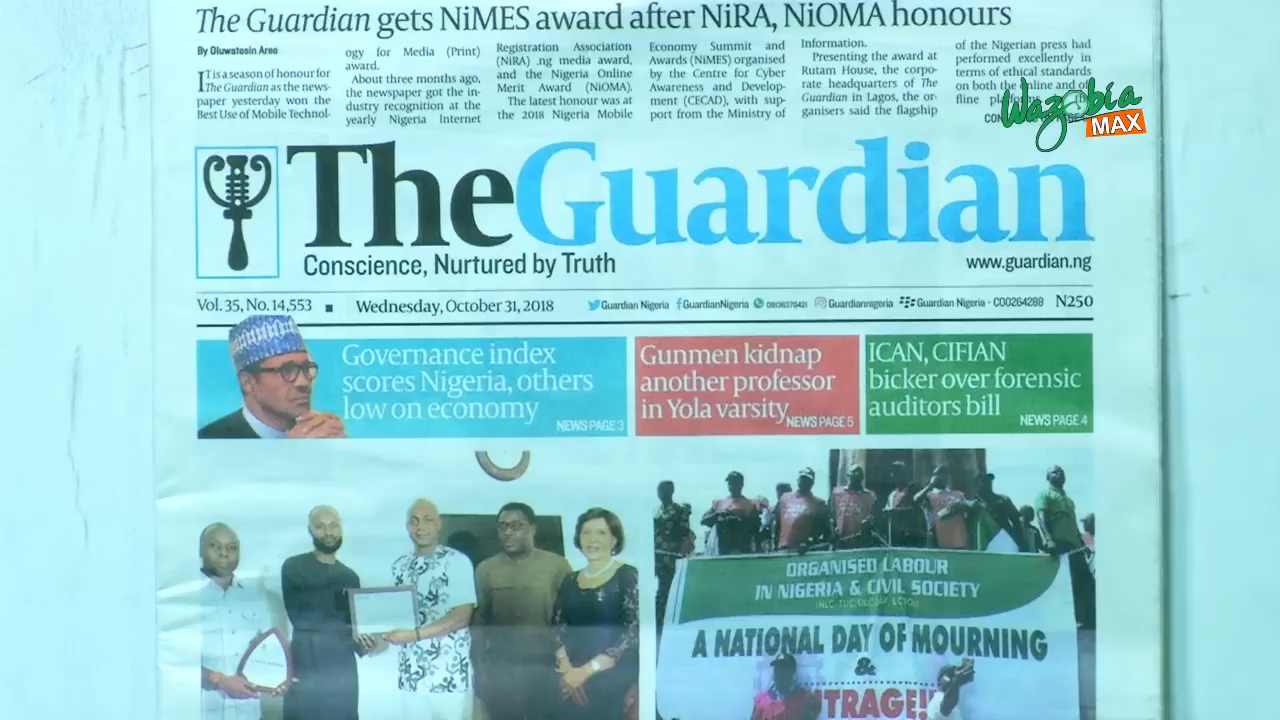 The Guardian gets NiMES award after NiRA, NiOMA honours
By Oluwatosin Areo
IT is a season of honour for
The Guardian as the news-
paper yesterday won the
Best Use of Mobile Technol-
ogy for Media (Print)
award.
About three months ago,
the newspaper got the in-
dustry recognition at the
yearly Nigeria Internet
Registration Association
(NiRA) .ng media award,
and the Nigeria Online
Merit Award (NiOMA).
The latest honour was at
the 2018 Nigeria Mobile
Economy Summit and
Awards (NiMES) organised
by the Centre for Cyber
Awareness and Develop-
ment (CECAD), with sup-
port from the Ministry of
Information.
Presenting the award at
Rutam House, the corpo-
rate headquarters of The
Guardian in Lagos, the or-
ganisers said the flagship
of the Nigerian press had
performed excellently in
terms of ethical standards
on both the online and of
fline
Wazobia
MAX
The Guardian
Conscience, Nurtured by Truth
www.guardian.ng
Vol. 35, No. 14,553 ■ Wednesday, October 31, 2018 Guardian Nigeria GuardianNigeria Guardiannigeria Guardian Nigeria - C00264289 N250
Governance index
scores Nigeria, others
low on economy
NEWS PAGE 3
Gunmen kidnap
another professor
in Yola varsity
NEWS PAGE 5
ICAN, CIFIAN
bicker over forensic
auditors bill
NEWS PAGE 4
ORGANISED LABOUR
IN NIGERIA & CIVIL SOCIETY
A NATIONAL DAY OF MOURNING
&
TRAGE!